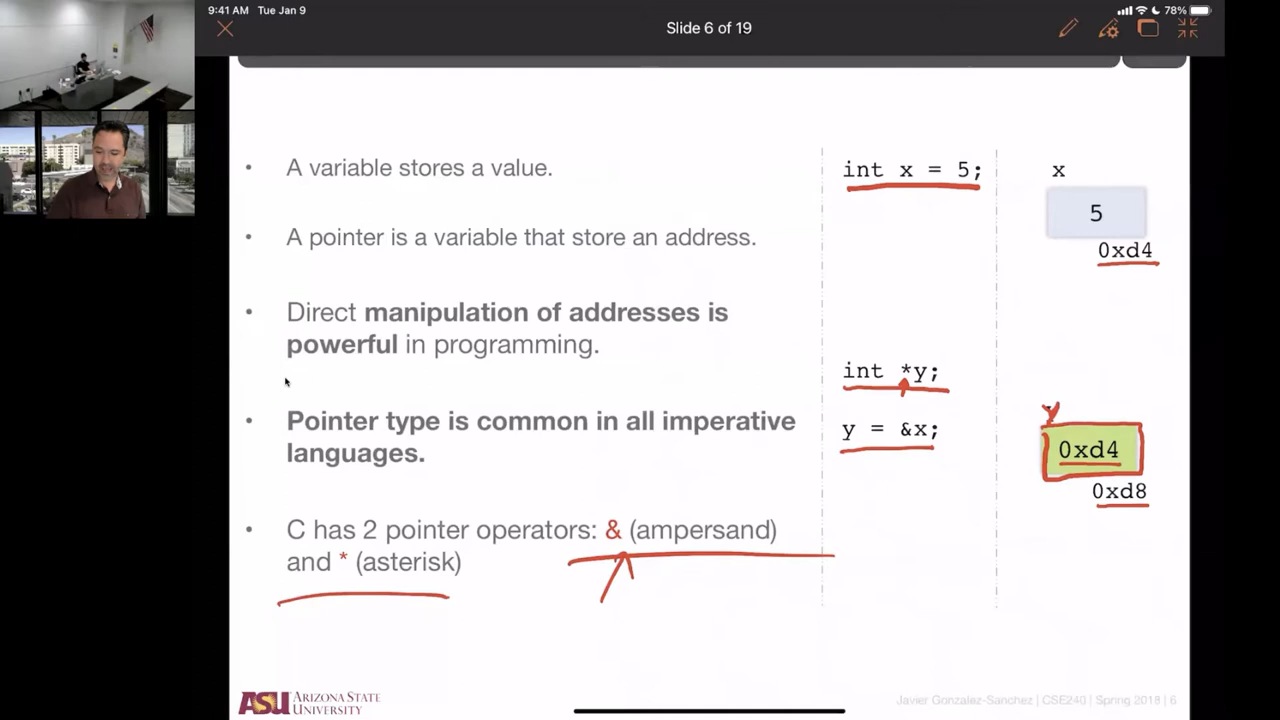 9:41 AM Tue Jan 9
78%
Slide 6 of 19
• A variable stores a value.
int x = 5;
x
5
0xd4
• A pointer is a variable that store an address.
• Direct manipulation of addresses is
powerful in programming.
int *y;
y = &x;
y
0xd4
0xd8
• Pointer type is common in all imperative
languages.
• C has 2 pointer operators: & (ampersand)
and * (asterisk)
ASU ARIZONA STATE
UNIVERSITY
Javier Gonzalez-Sanchez | CSE240 | Spring 2018 | 6